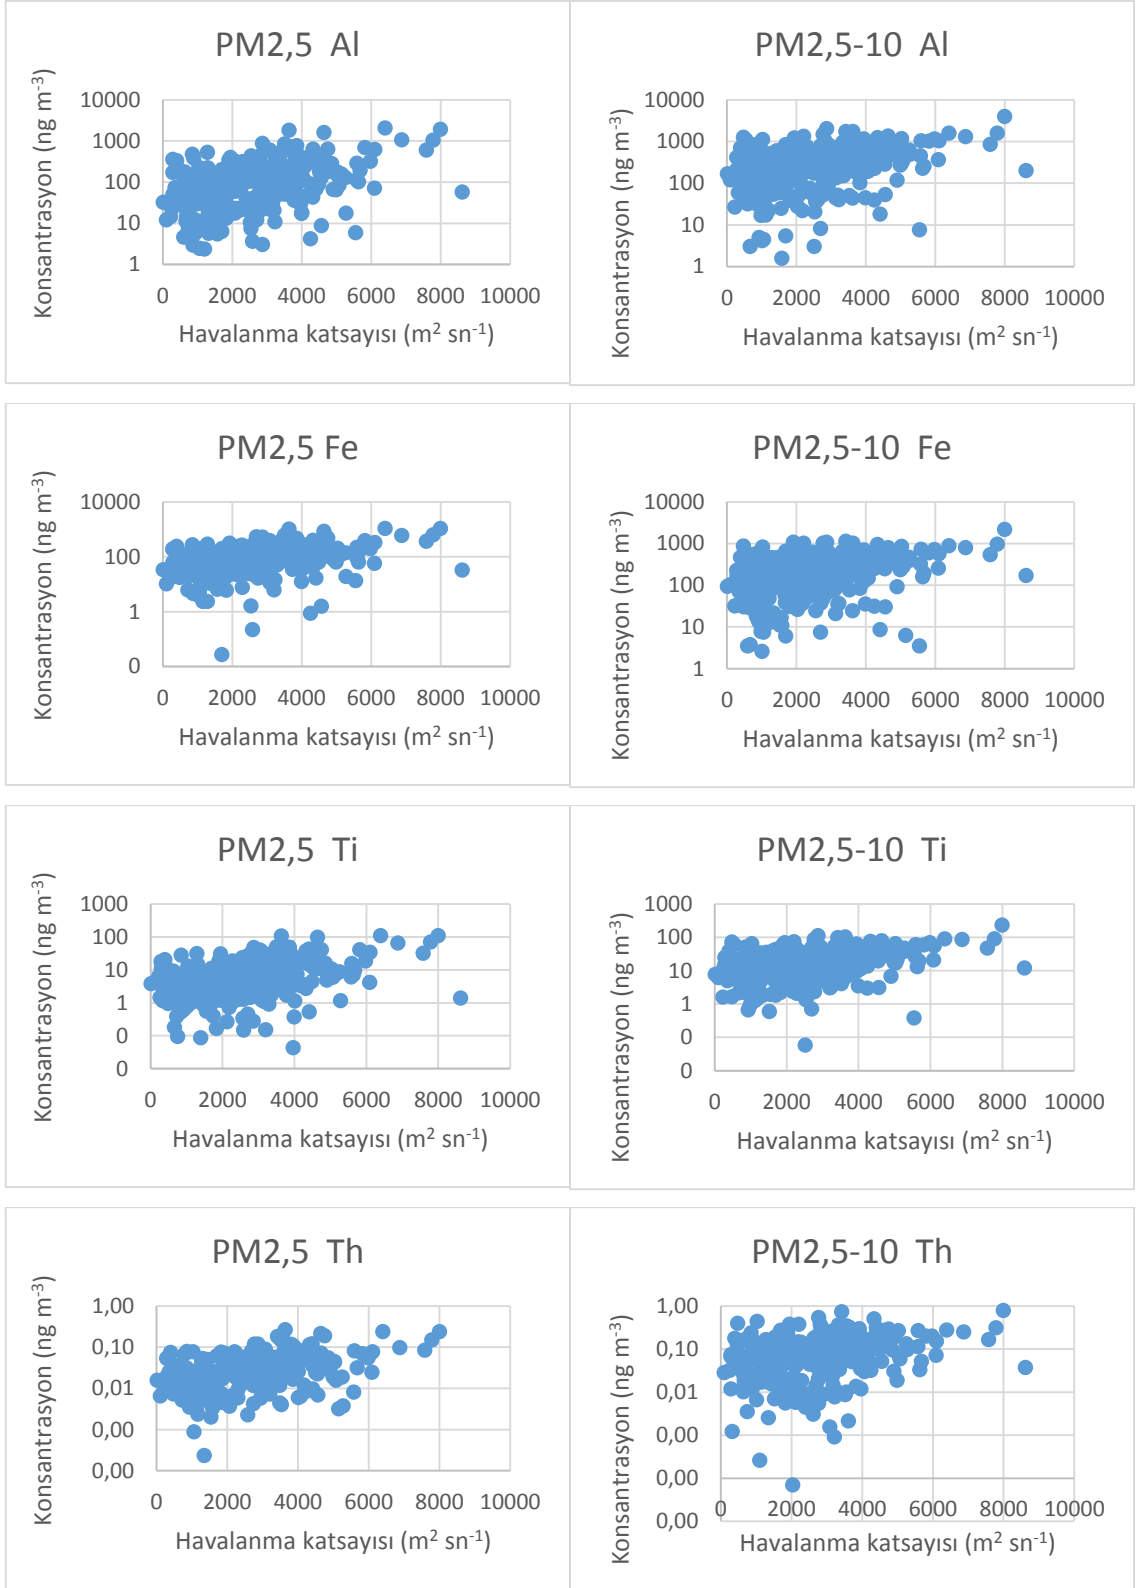 PM2,5 Al
Konsantrasyon (ng m⁻³)
10000
1000
100
10
1
0 2000 4000 6000 8000 10000
Havalanma katsayısı (m² sn⁻¹)
PM2,5-10 Al
Konsantrasyon (ng m⁻³)
10000
1000
100
10
1
0 2000 4000 6000 8000 10000
Havalanma katsayısı (m² sn⁻¹)
PM2,5 Fe
Konsantrasyon (ng m⁻³)
10000
100
1
0
0 2000 4000 6000 8000 10000
Havalanma katsayısı (m² sn⁻¹)
PM2,5-10 Fe
Konsantrasyon (ng m⁻³)
10000
1000
100
10
1
0 2000 4000 6000 8000 10000
Havalanma katsayısı (m² sn⁻¹)
PM2,5 Ti
Konsantrasyon (ng m⁻³)
1000
100
10
1
0
0
0 2000 4000 6000 8000 10000
Havalanma katsayısı (m² sn⁻¹)
PM2,5-10 Ti
Konsantrasyon (ng m⁻³)
1000
100
10
1
0
0
0 2000 4000 6000 8000 10000
Havalanma katsayısı (m² sn⁻¹)
PM2,5 Th
Konsantrasyon (ng m⁻³)
1,00
0,10
0,01
0,00
0,00
0 2000 4000 6000 8000 10000
Havalanma katsayısı (m² sn⁻¹)
PM2,5-10 Th
Konsantrasyon (ng m⁻³)
1,00
0,10
0,01
0,00
0,00
0,00
0 2000 4000 6000 8000 10000
Havalanma katsayısı (m² sn⁻¹)